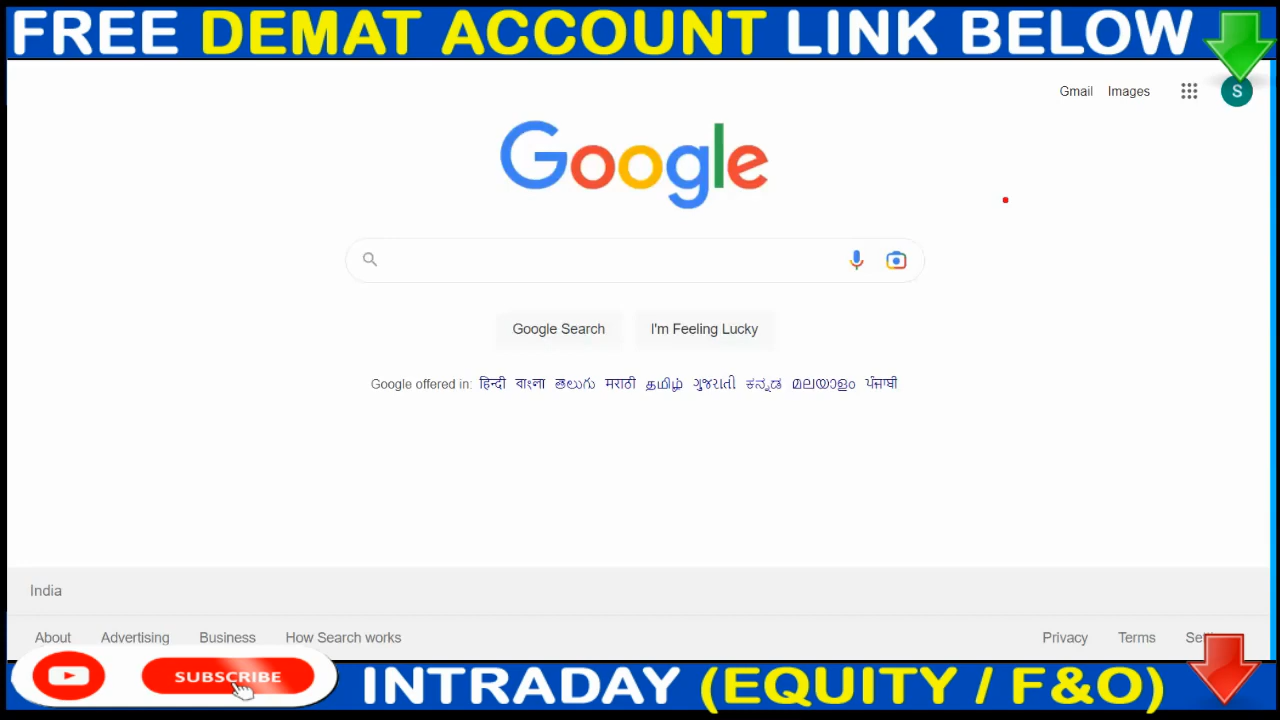 FREE DEMAT ACCOUNT LINK BELOW
Gmail Images S
Google
Google Search I'm Feeling Lucky
Google offered in: हिन्दी বাংলা తెలుగు मराठी தமிழ் ગુજરાતી ಕನ್ನಡ മലയാളം ਪੰਜਾਬੀ
India
About Advertising Business How Search works Privacy Terms
SUBSCRIBE
INTRADAY (EQUITY / F&O)